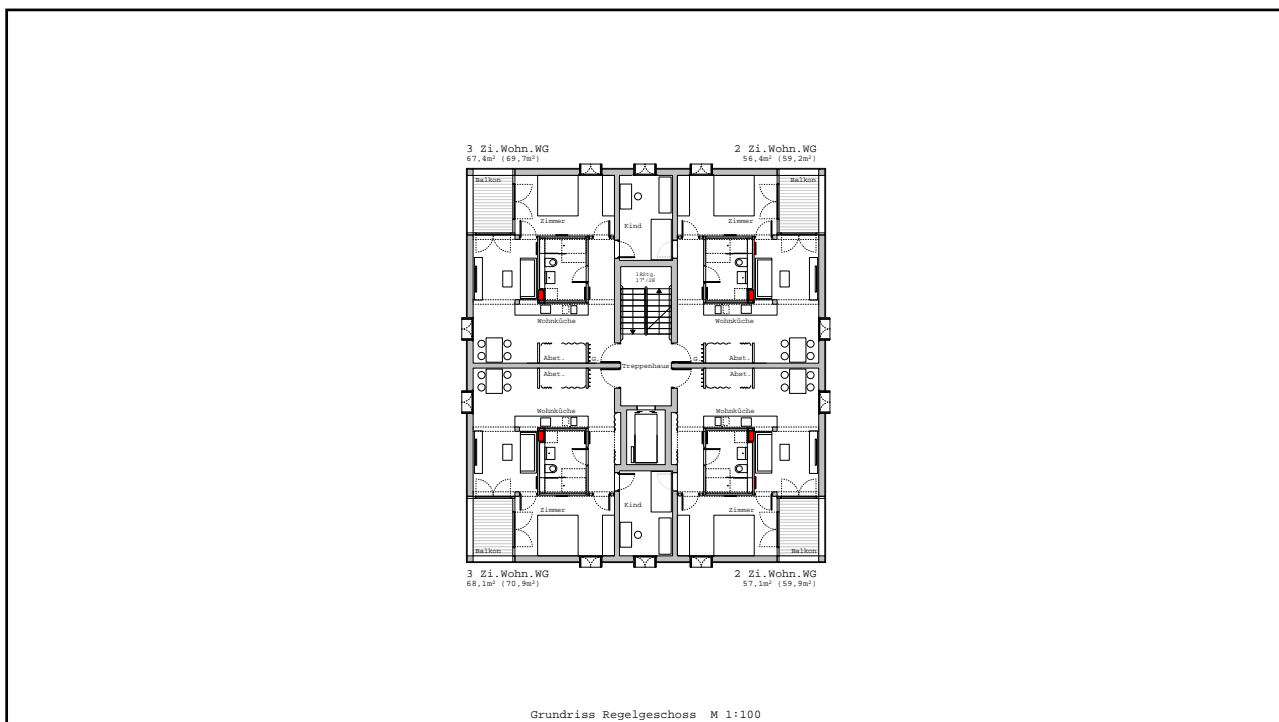 3 Zi.Wohn.WG
67,4m² (69,7m²)
2 Zi.Wohn.WG
56,4m² (59,2m²)
Balkon
Balkon
Zimmer
Kind
Zimmer
18Stg.
17⁵/28
Wohnküche
Wohnküche
Abst.
G.
Treppenhaus
G.
Abst.
Abst.
Abst.
Wohnküche
Wohnküche
Zimmer
Kind
Zimmer
Balkon
Balkon
3 Zi.Wohn.WG
68,1m² (70,9m²)
2 Zi.Wohn.WG
57,1m² (59,9m²)
Grundriss Regelgeschoss M 1:100